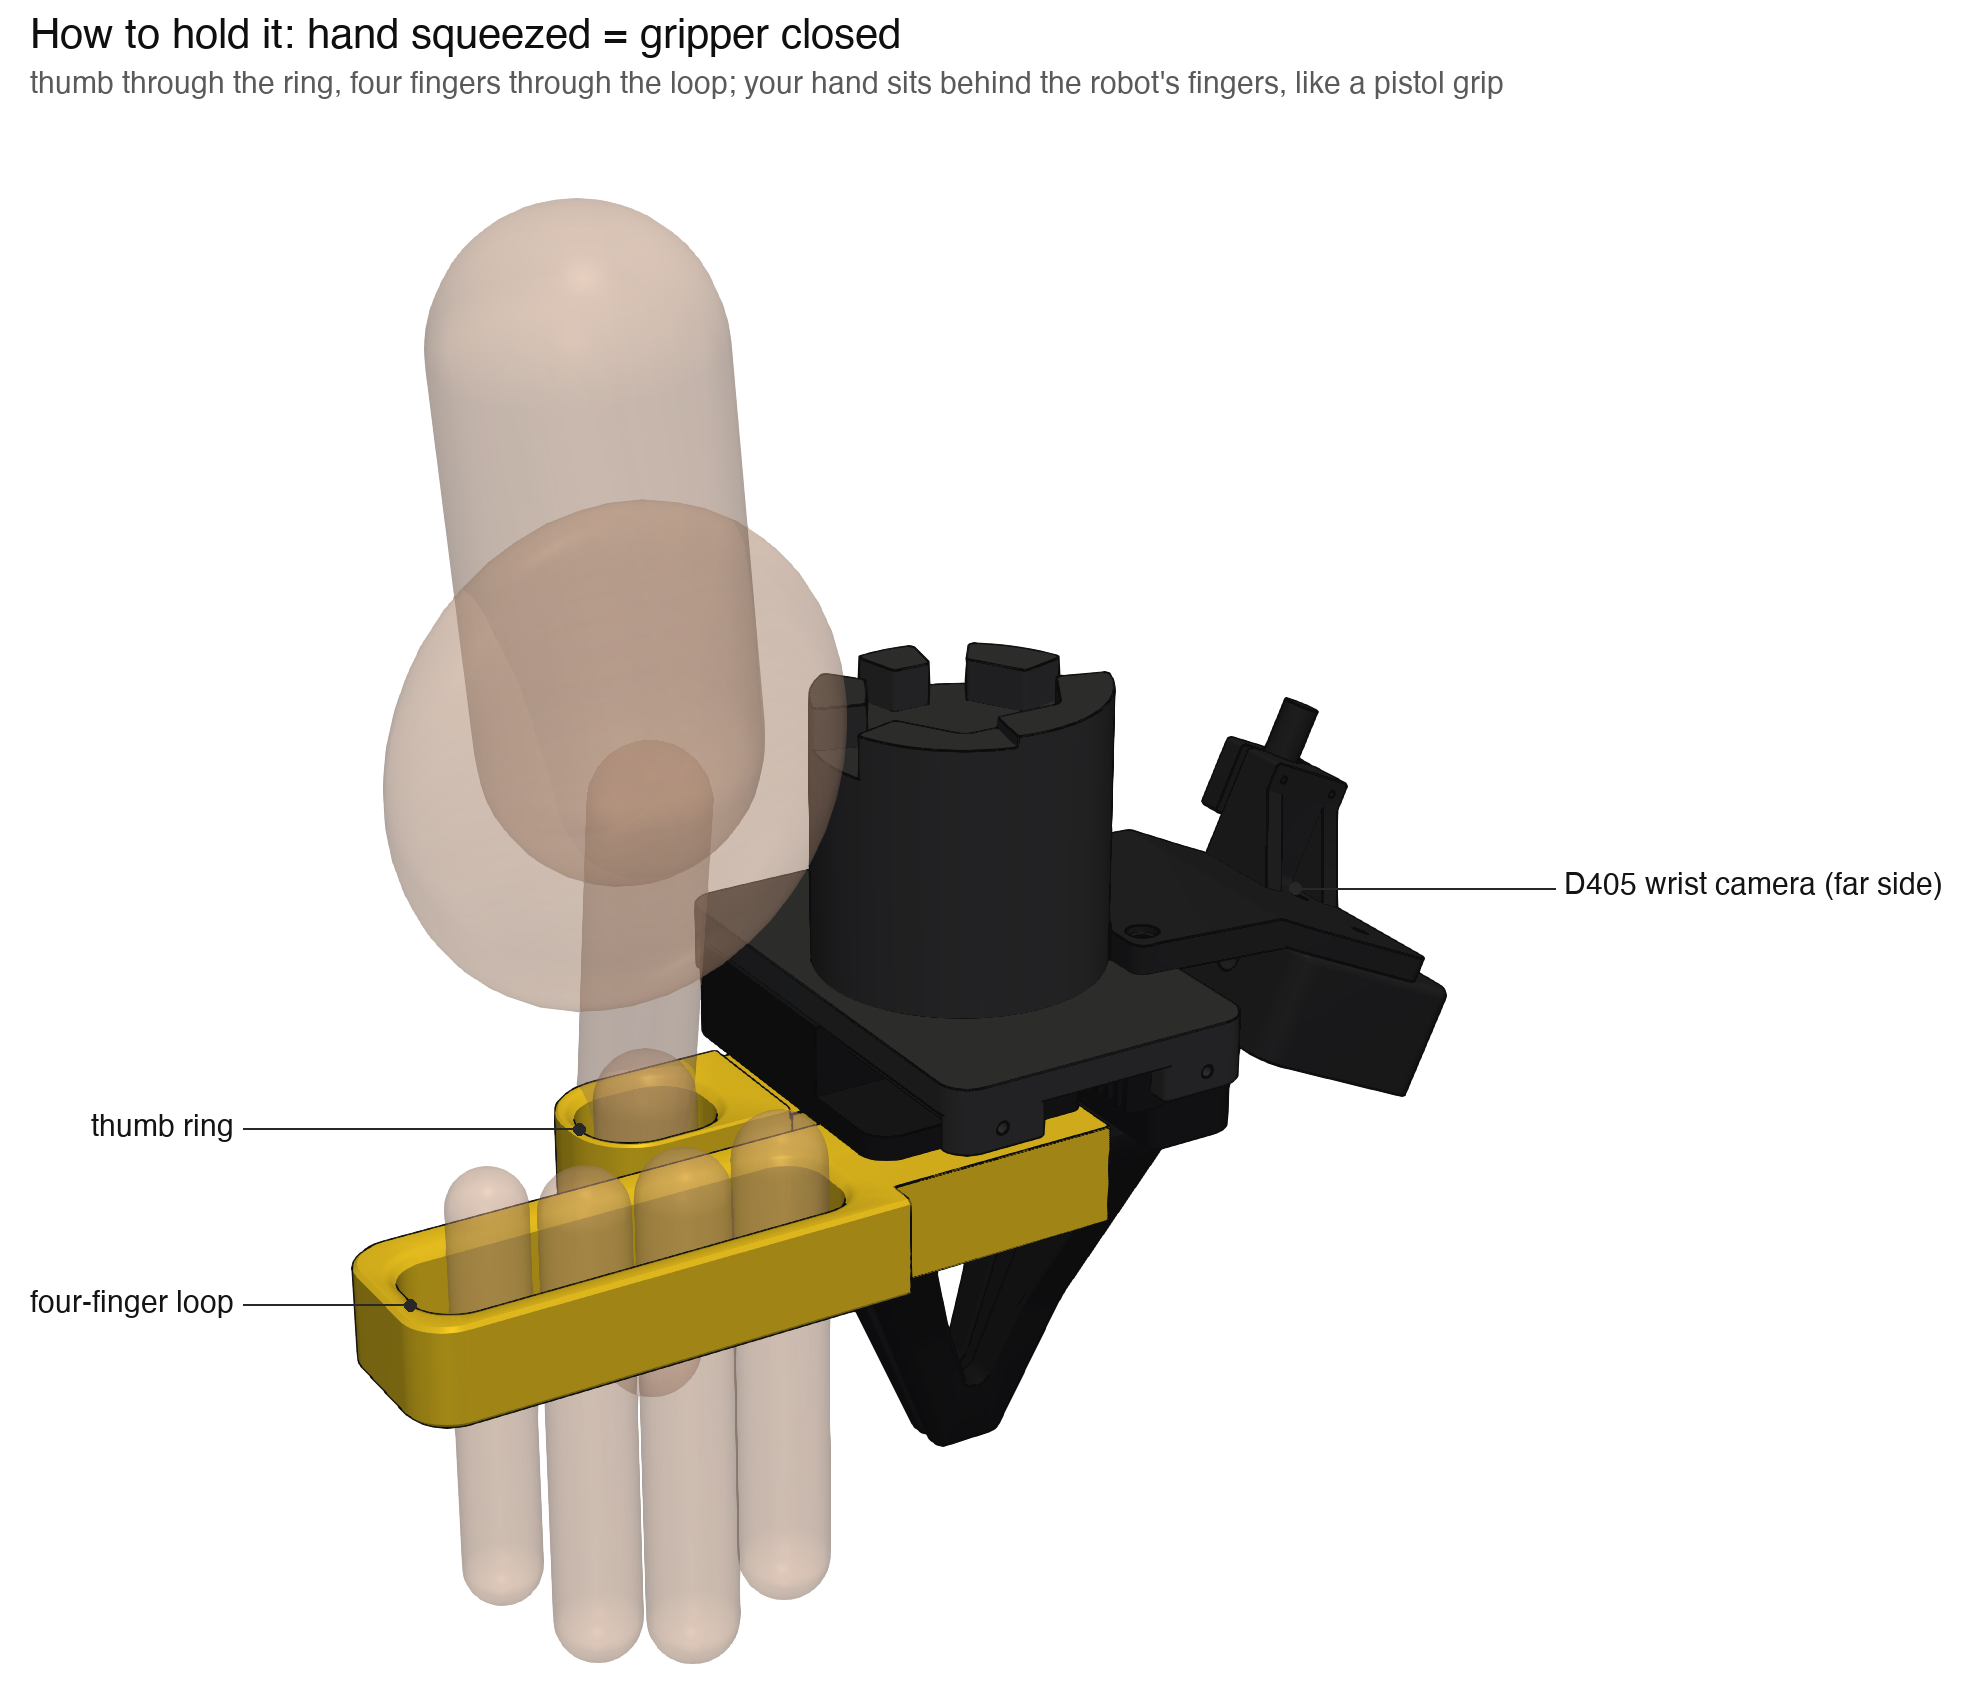 How to hold it: hand squeezed = gripper closed
thumb through the ring, four fingers through the loop; your hand sits behind the robot's fingers, like a pistol grip
D405 wrist camera (far side)
thumb ring
four-finger loop